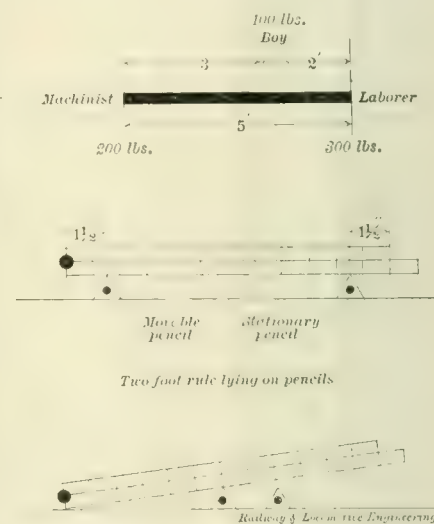 100 lbs.
Boy
3 2'
Machinist Laborer
5'
200 lbs. 300 lbs.
1½ 1½"
Movable Stationary
pencil pencil
Two foot rule lying on pencils
Railway & Locomotive Engineering